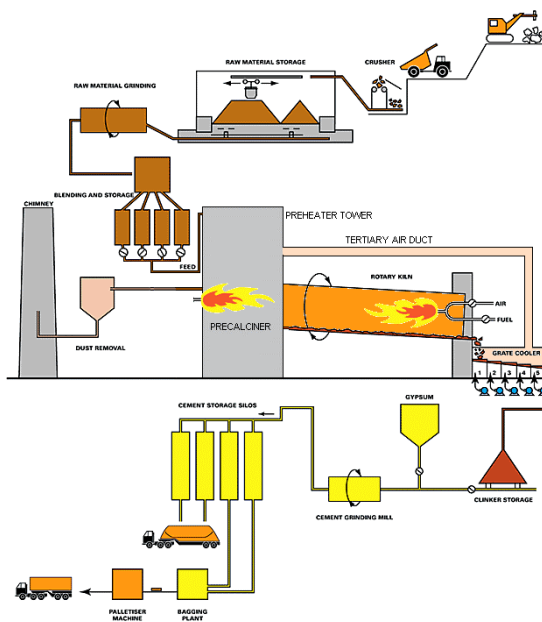 RAW MATERIAL STORAGE
CRUSHER
RAW MATERIAL GRINDING
BLENDING AND STORAGE
CHIMNEY
PREHEATER TOWER
TERTIARY AIR DUCT
FEED
ROTARY KILN
AIR
FUEL
PRECALCINER
DUST REMOVAL
GRATE COOLER
1 2 3 4 5
CEMENT STORAGE SILOS
GYPSUM
CLINKER STORAGE
CEMENT GRINDING MILL
PALLETISER
MACHINE
BAGGING
PLANT